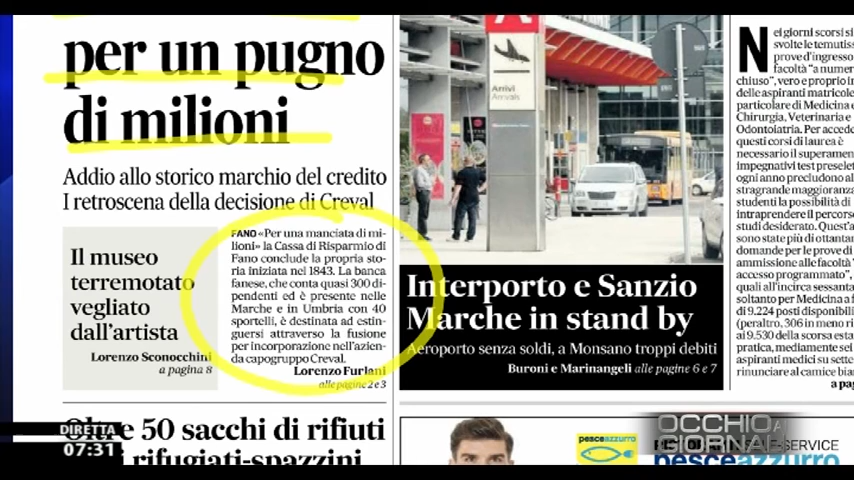 per un pugno
di milioni
Addio allo storico marchio del credito
I retroscena della decisione di Creval
Il museo
terremotato
vegliato
dall'artista
Lorenzo Sconocchini
a pagina 8
FANO «Per una manciata di mi-
lioni» la Cassa di Risparmio di
Fano conclude la propria sto-
ria iniziata nel 1843. La banca
fanese, che conta quasi 300 di-
pendenti ed è presente nelle
Marche e in Umbria con 40
sportelli, è destinata ad estin-
guersi attraverso la fusione
per incorporazione nell'azien-
da capogruppo Creval.
Lorenzo Furlani
alle pagine 2 e 3
Oltre 50 sacchi di rifiuti
rifugiati-spazzini
Arrivi
Arrivals
Interporto e Sanzio
Marche in stand by
Aeroporto senza soldi, a Monsano troppi debiti
Buroni e Marinangeli alle pagine 6 e 7
Nei giorni scorsi si
svolte le temutiss
prove d'ingresso
facoltà "a numer
chiuso", vero e proprio in
delle aspiranti matricole
particolare di Medicina e
Chirurgia, Veterinaria e
Odontoiatria. Per accede
questi corsi di laurea è
necessario il superamen
impegnativi test presele
ogni anno precludono al
stragrande maggioranza
studenti la possibilità di
intraprendere il percors
studi desiderato. Quest'a
sono state più di ottantan
domande per le prove di
ammissione alle facoltà "
accesso programmato",
quali all'incirca sessanta
soltanto per Medicina a f
di 9.224 posti disponibil
(peraltro, 306 in meno ri
ai 9.530 della scorsa esta
pratica, mediamente sei
aspiranti medici su sette
rinunciare al camice bia
a pag
pesceazzurro
SELF-SERVICE
pesceazzurro
DIRETTA
07:31
OCCHIO AI
GIORNALI